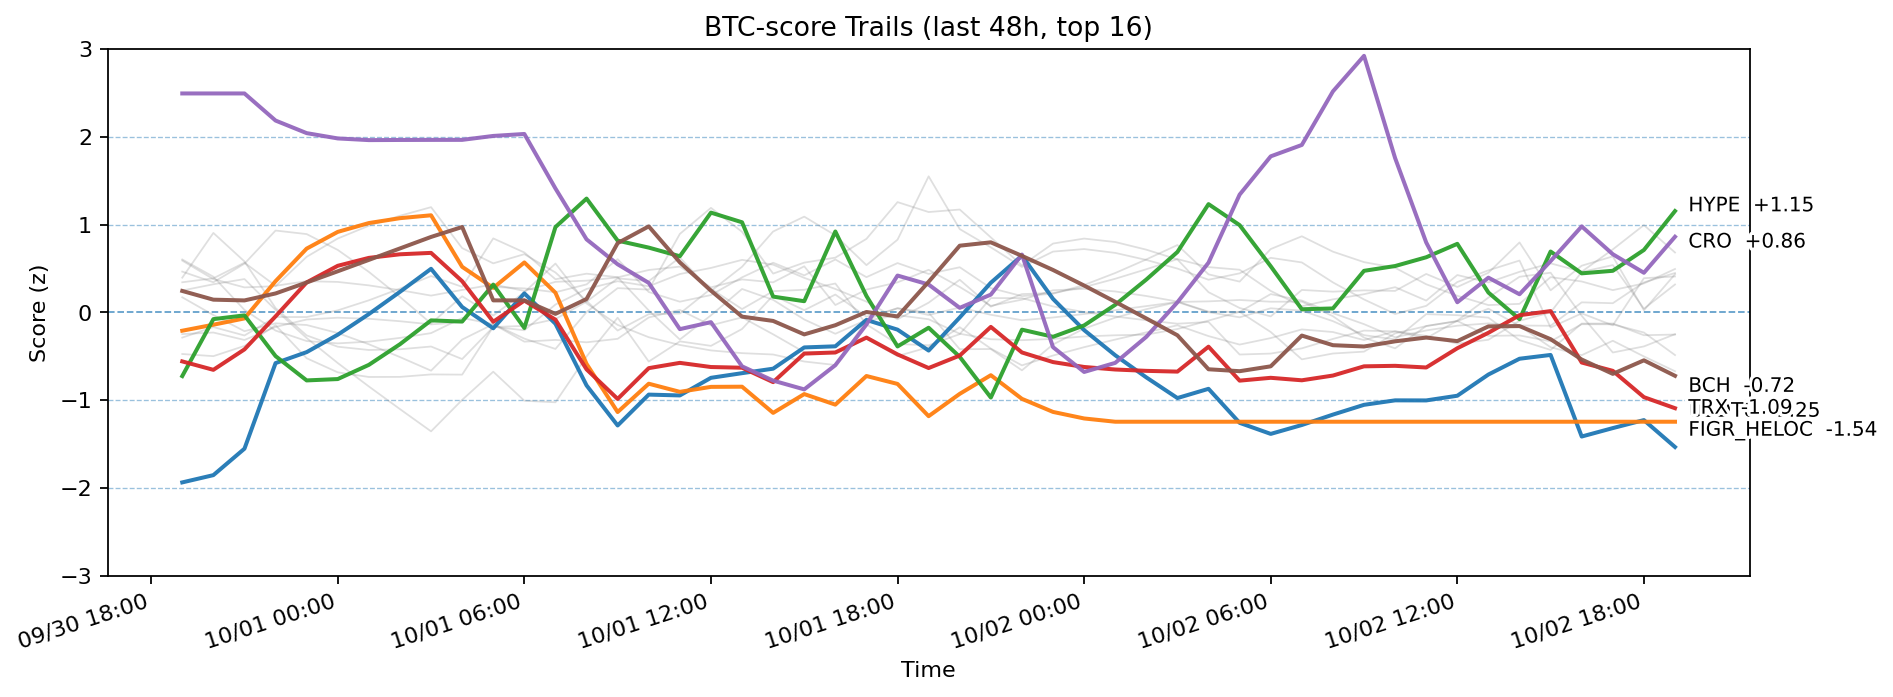 BTC-score Trails (last 48h, top 16)
3
2
1
0
−1
−2
−3
Score (z)
HYPE +1.15
CRO +0.86
BCH -0.72
TRX -1.09
FIGR_HELOC -1.54
09/30 18:00
10/01 00:00
10/01 06:00
10/01 12:00
10/01 18:00
10/02 00:00
10/02 06:00
10/02 12:00
10/02 18:00
Time